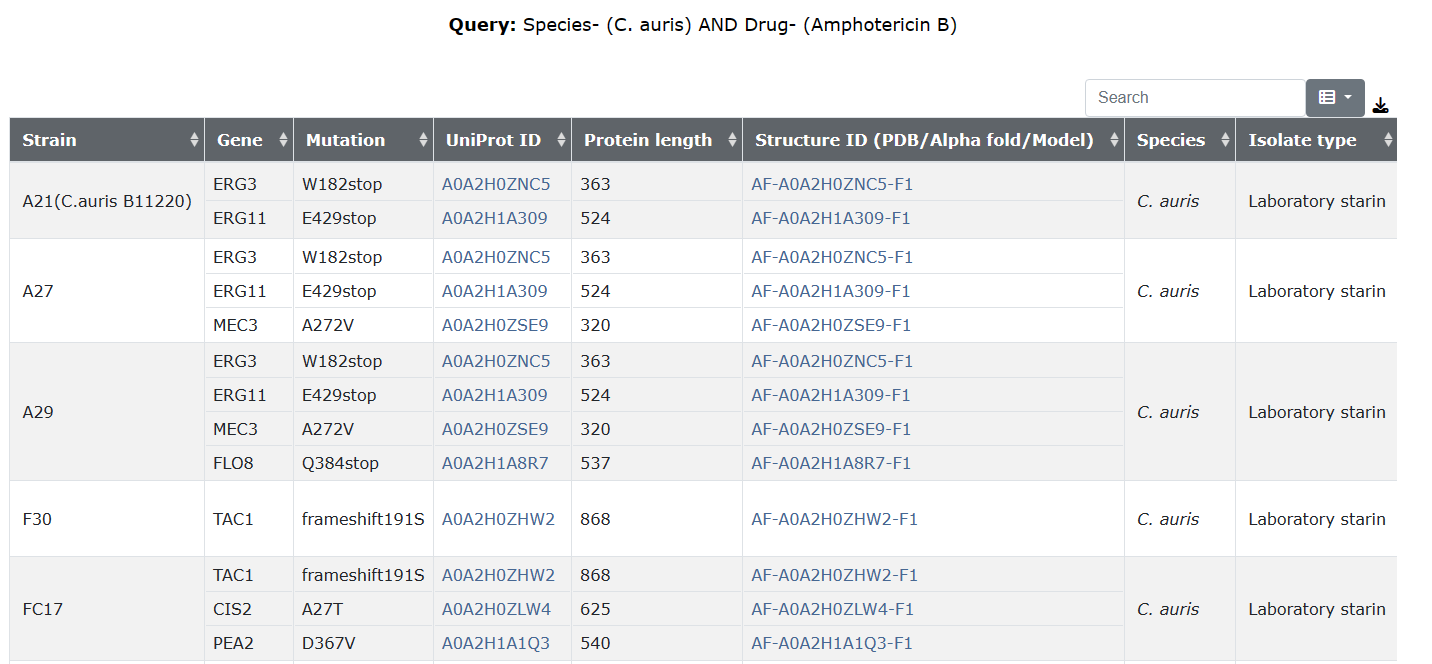 Query: Species- (C. auris) AND Drug- (Amphotericin B)
Search
Strain Gene Mutation UniProt ID Protein length Structure ID (PDB/Alpha fold/Model) Species Isolate type
A21(C.auris B11220) ERG3 W182stop A0A2H0ZNC5 363 AF-A0A2H0ZNC5-F1 C. auris Laboratory starin
ERG11 E429stop A0A2H1A309 524 AF-A0A2H1A309-F1
A27 ERG3 W182stop A0A2H0ZNC5 363 AF-A0A2H0ZNC5-F1 C. auris Laboratory starin
ERG11 E429stop A0A2H1A309 524 AF-A0A2H1A309-F1
MEC3 A272V A0A2H0ZSE9 320 AF-A0A2H0ZSE9-F1
A29 ERG3 W182stop A0A2H0ZNC5 363 AF-A0A2H0ZNC5-F1 C. auris Laboratory starin
ERG11 E429stop A0A2H1A309 524 AF-A0A2H1A309-F1
MEC3 A272V A0A2H0ZSE9 320 AF-A0A2H0ZSE9-F1
FLO8 Q384stop A0A2H1A8R7 537 AF-A0A2H1A8R7-F1
F30 TAC1 frameshift191S A0A2H0ZHW2 868 AF-A0A2H0ZHW2-F1 C. auris Laboratory starin
FC17 TAC1 frameshift191S A0A2H0ZHW2 868 AF-A0A2H0ZHW2-F1 C. auris Laboratory starin
CIS2 A27T A0A2H0ZLW4 625 AF-A0A2H0ZLW4-F1
PEA2 D367V A0A2H1A1Q3 540 AF-A0A2H1A1Q3-F1